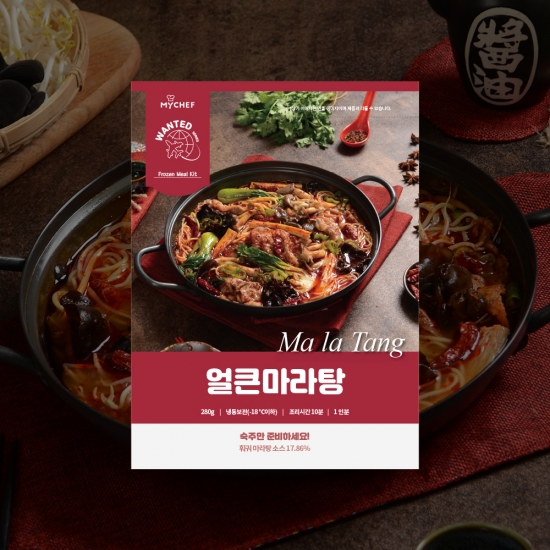 MYCHEF
WANTED
Frozen Meal Kit
Ma la Tang
얼큰마라탕
280g | 냉동보관(-18℃이하) | 조리시간 10분 | 1인분
숙주만 준비하세요!
훠궈 마라탕 소스 17.86%
醤油